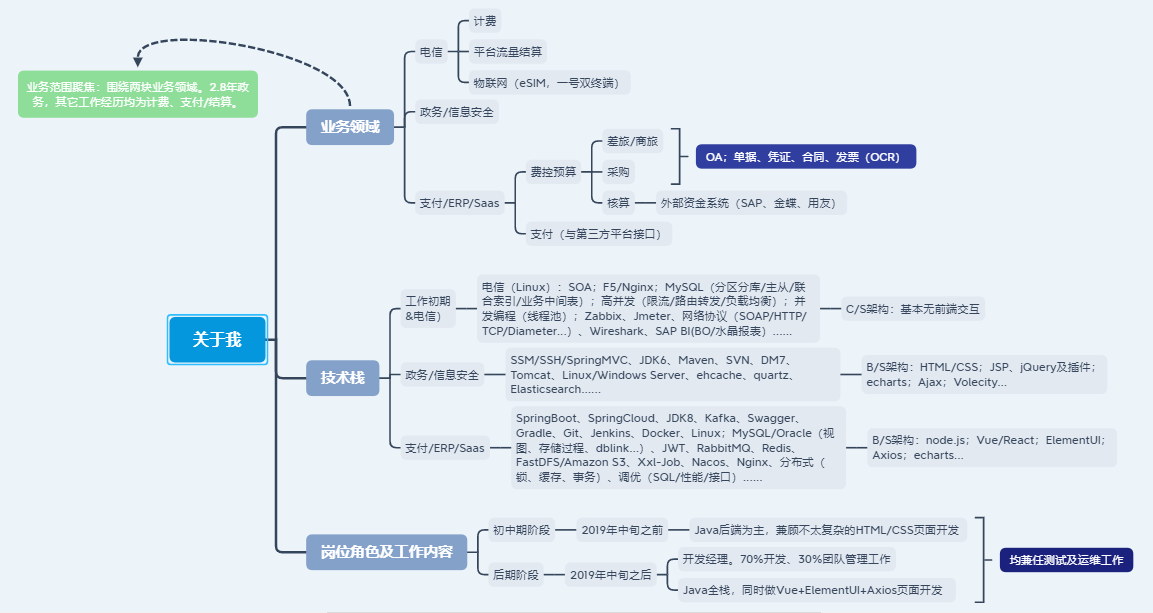 关于我
业务领域
业务范围聚焦：围绕两块业务领域。2.8年政
务，其它工作经历均为计费、支付/结算。
电信
计费
平台流量结算
物联网（eSIM，一号双终端）
政务/信息安全
支付/ERP/Saas
费控预算
差旅/商旅
采购
OA；单据、凭证、合同、发票（OCR）
核算
外部资金系统（SAP、金蝶、用友）
支付（与第三方平台接口）
技术栈
工作初期
&电信）
电信（Linux）：SOA；F5/Nginx；MySQL（分区分库/主从/联
合索引/业务中间表）；高并发（限流/路由转发/负载均衡）；并
发编程（线程池）；Zabbix、Jmeter、网络协议（SOAP/HTTP/
TCP/Diameter...）、Wireshark、SAP BI(BO/水晶报表）......
C/S架构：基本无前端交互
政务/信息安全
SSM/SSH/SpringMVC、JDK6、Maven、SVN、DM7、
Tomcat、Linux/Windows Server、ehcache、quartz、
Elasticsearch......
B/S架构：HTML/CSS；JSP、jQuery及插件；
echarts；Ajax；Volecity...
支付/ERP/Saas
SpringBoot、SpringCloud、JDK8、Kafka、Swagger、
Gradle、Git、Jenkins、Docker、Linux；MySQL/Oracle（视
图、存储过程、dblink...）、JWT、RabbitMQ、Redis、
FastDFS/Amazon S3、Xxl-Job、Nacos、Nginx、分布式（
锁、缓存、事务）、调优（SQL/性能/接口）......
B/S架构：node.js；Vue/React；ElementUI；
Axios；echarts...
岗位角色及工作内容
初中期阶段
2019年中旬之前
Java后端为主，兼顾不太复杂的HTML/CSS页面开发
后期阶段
2019年中旬之后
开发经理。70%开发、30%团队管理工作
Java全栈，同时做Vue+ElementUI+Axios页面开发
均兼任测试及运维工作